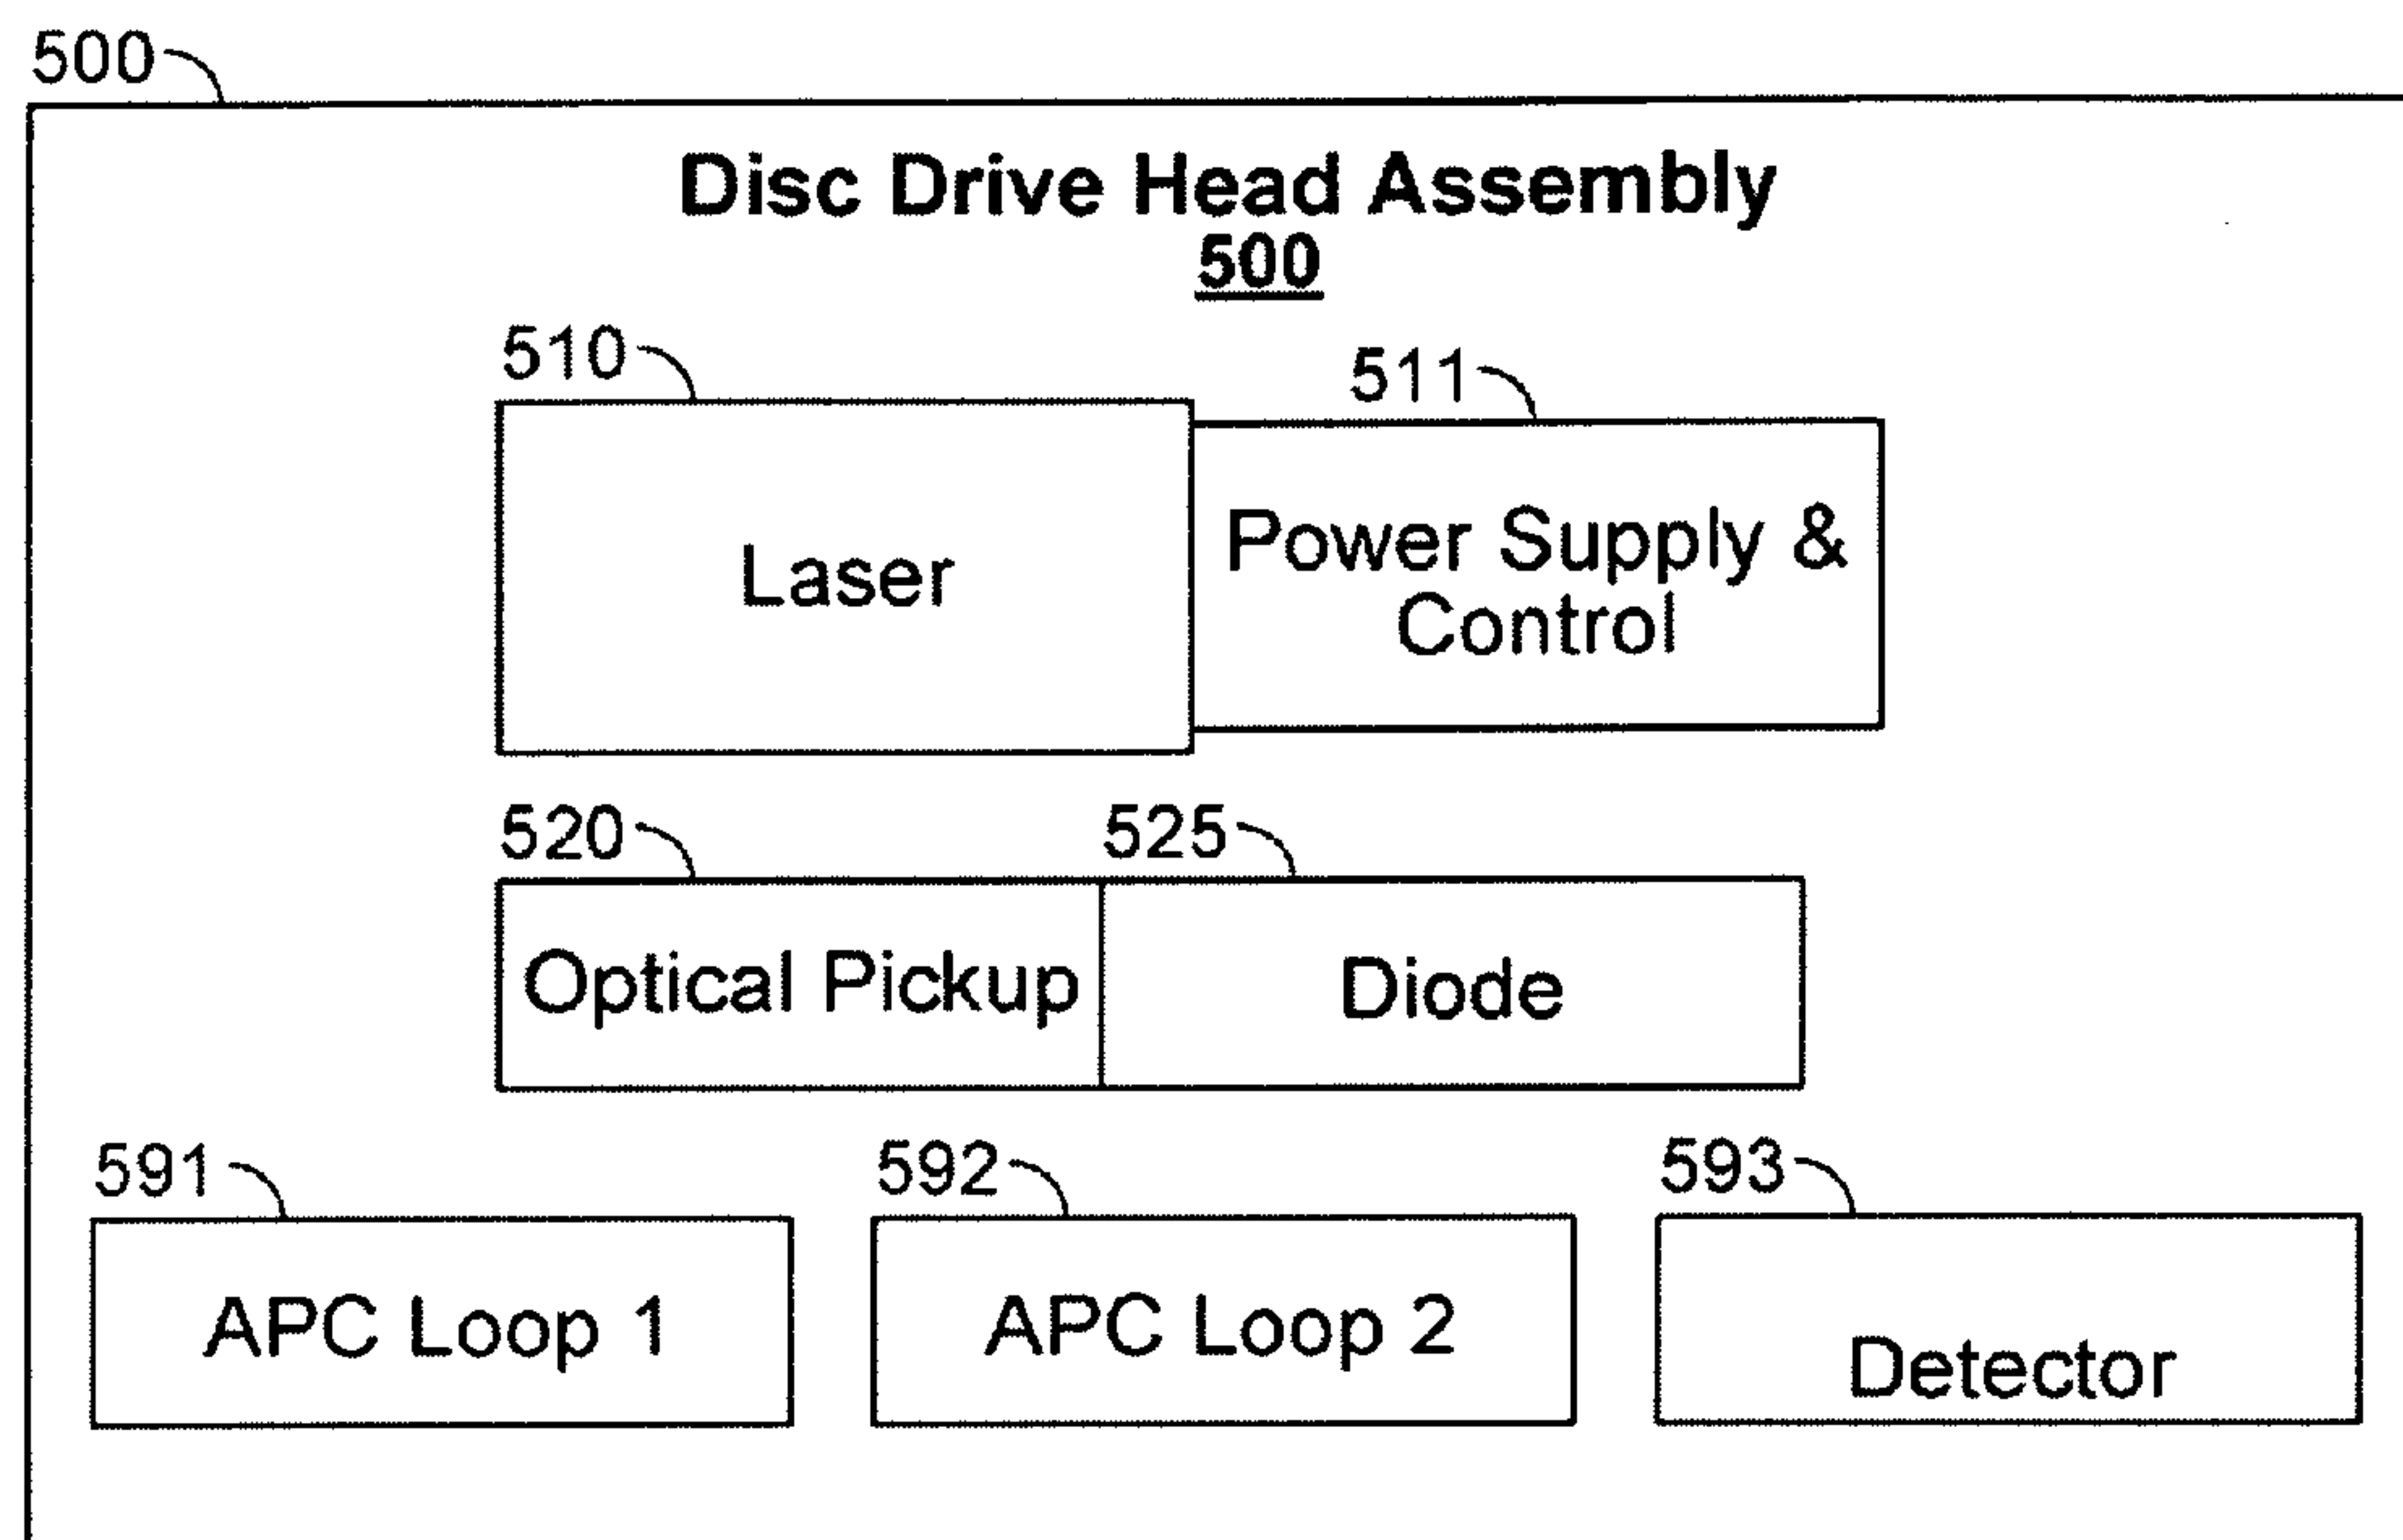 500
Disc Drive Head Assembly
500
510
511
Laser
Power Supply &
Control
520
525
Optical Pickup
Diode
591
592
593
APC Loop 1
APC Loop 2
Detector